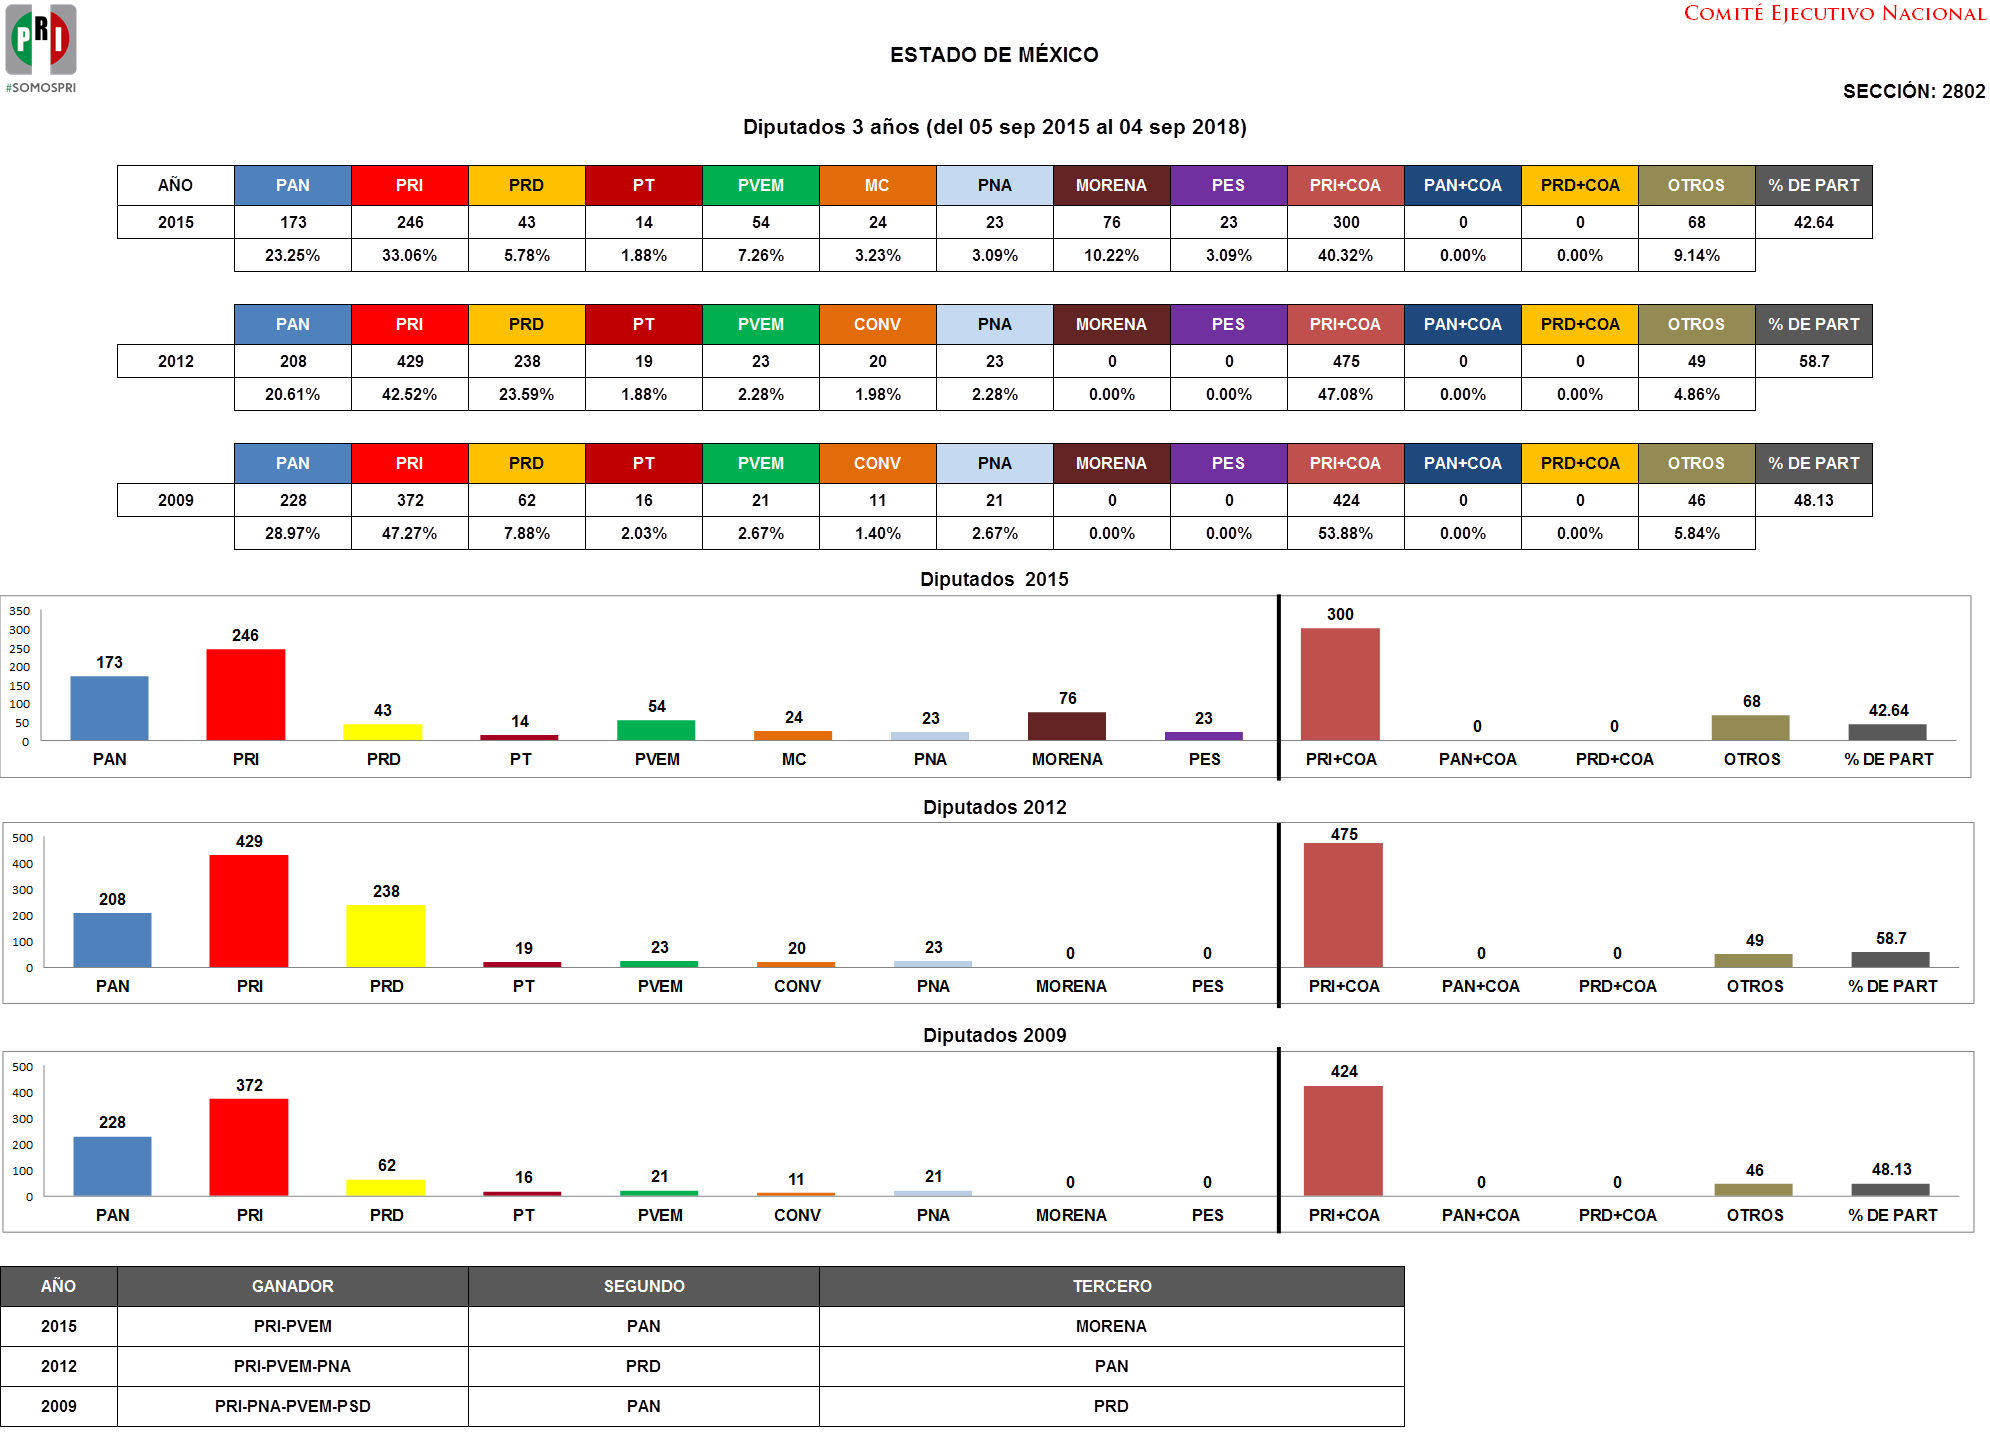 PRI
#SOMOSPRI
COMITÉ EJECUTIVO NACIONAL
ESTADO DE MÉXICO
SECCIÓN: 2802
Diputados 3 años (del 05 sep 2015 al 04 sep 2018)
AÑO PAN PRI PRD PT PVEM MC PNA MORENA PES PRI+COA PAN+COA PRD+COA OTROS % DE PART
2015 173 246 43 14 54 24 23 76 23 300 0 0 68 42.64
23.25% 33.06% 5.78% 1.88% 7.26% 3.23% 3.09% 10.22% 3.09% 40.32% 0.00% 0.00% 9.14%
PAN PRI PRD PT PVEM CONV PNA MORENA PES PRI+COA PAN+COA PRD+COA OTROS % DE PART
2012 208 429 238 19 23 20 23 0 0 475 0 0 49 58.7
20.61% 42.52% 23.59% 1.88% 2.28% 1.98% 2.28% 0.00% 0.00% 47.08% 0.00% 0.00% 4.86%
PAN PRI PRD PT PVEM CONV PNA MORENA PES PRI+COA PAN+COA PRD+COA OTROS % DE PART
2009 228 372 62 16 21 11 21 0 0 424 0 0 46 48.13
28.97% 47.27% 7.88% 2.03% 2.67% 1.40% 2.67% 0.00% 0.00% 53.88% 0.00% 0.00% 5.84%
Diputados 2015
350
300
250
200
150
100
50
0
173 246 43 14 54 24 23 76 23 300 0 0 68 42.64
PAN PRI PRD PT PVEM MC PNA MORENA PES PRI+COA PAN+COA PRD+COA OTROS % DE PART
Diputados 2012
500
400
300
200
100
0
208 429 238 19 23 20 23 0 0 475 0 0 49 58.7
PAN PRI PRD PT PVEM CONV PNA MORENA PES PRI+COA PAN+COA PRD+COA OTROS % DE PART
Diputados 2009
500
400
300
200
100
0
228 372 62 16 21 11 21 0 0 424 0 0 46 48.13
PAN PRI PRD PT PVEM CONV PNA MORENA PES PRI+COA PAN+COA PRD+COA OTROS % DE PART
AÑO GANADOR SEGUNDO TERCERO
2015 PRI-PVEM PAN MORENA
2012 PRI-PVEM-PNA PRD PAN
2009 PRI-PNA-PVEM-PSD PAN PRD